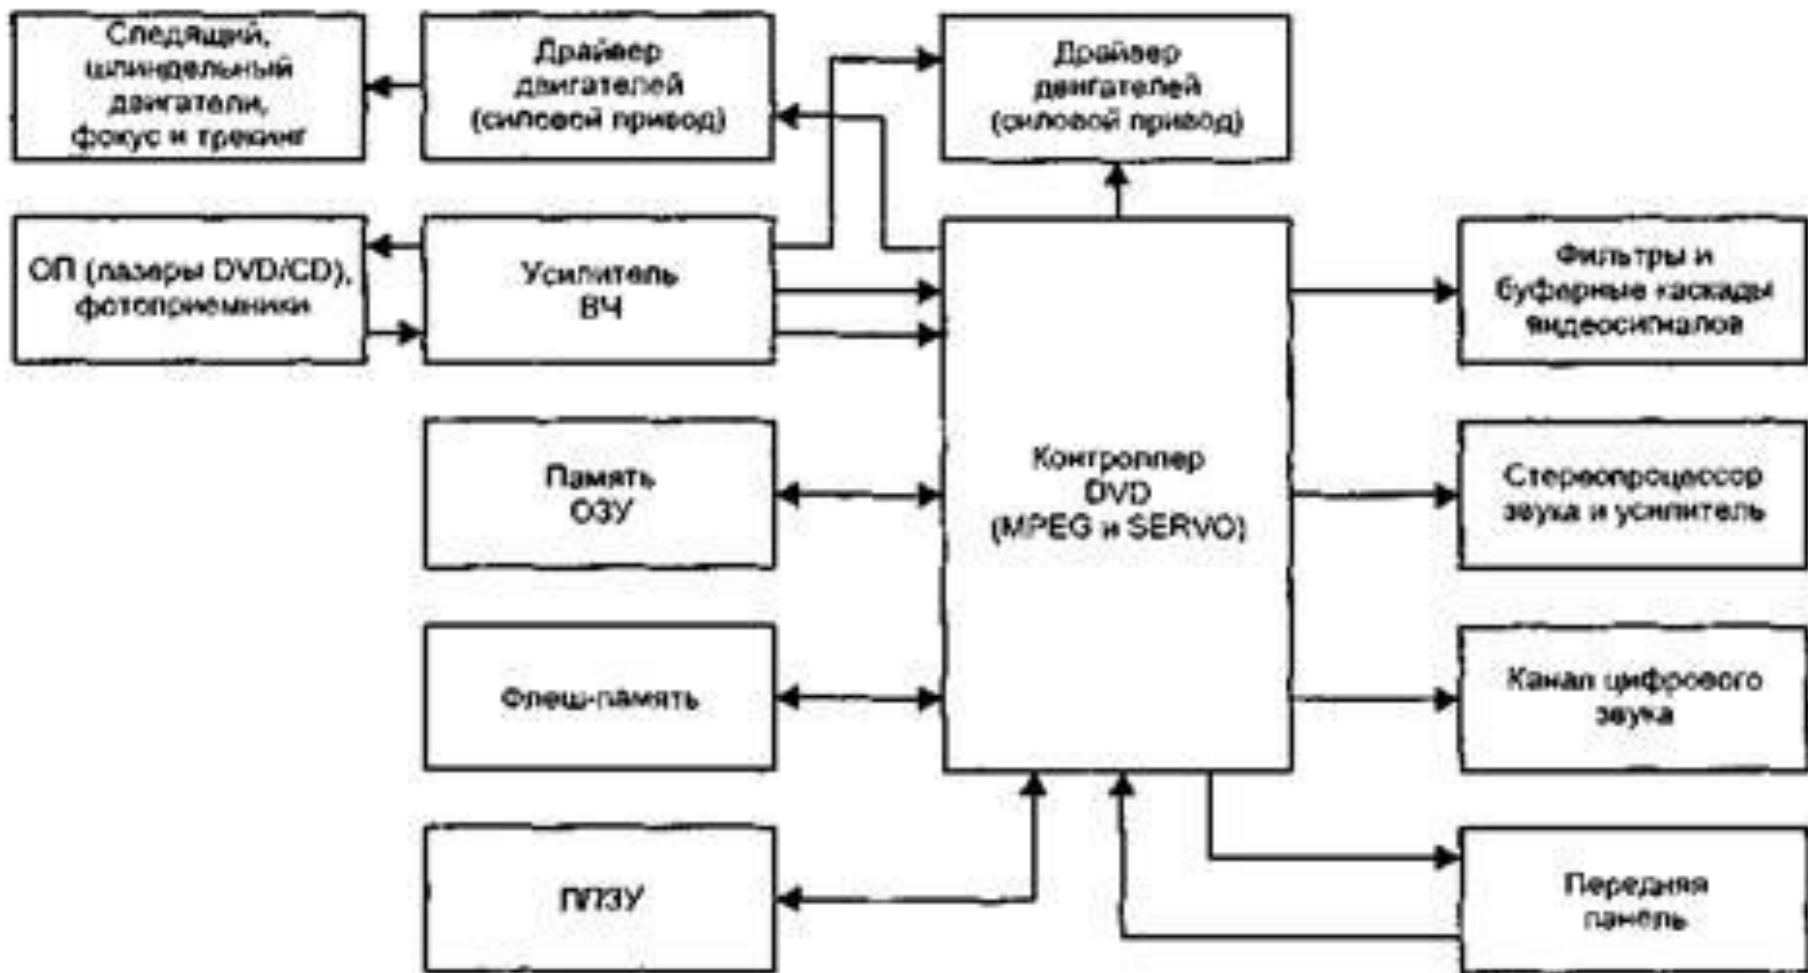 Следящий,
шпиндельный
двигатели,
фокус и трекинг
Драйвер
двигателей
(силовой привод)
Драйвер
двигателей
(силовой привод)
ОП (лазеры DVD/CD),
фотоприемники
Усилитель
ВЧ
Фильтры и
буферные каскады
видеосигналов
Память
ОЗУ
Контроллер
DVD
(MPEG и SERVO)
Стереопроцессор
звука и усилитель
Флеш-память
Канал цифрового
звука
ППЗУ
Передняя
панель